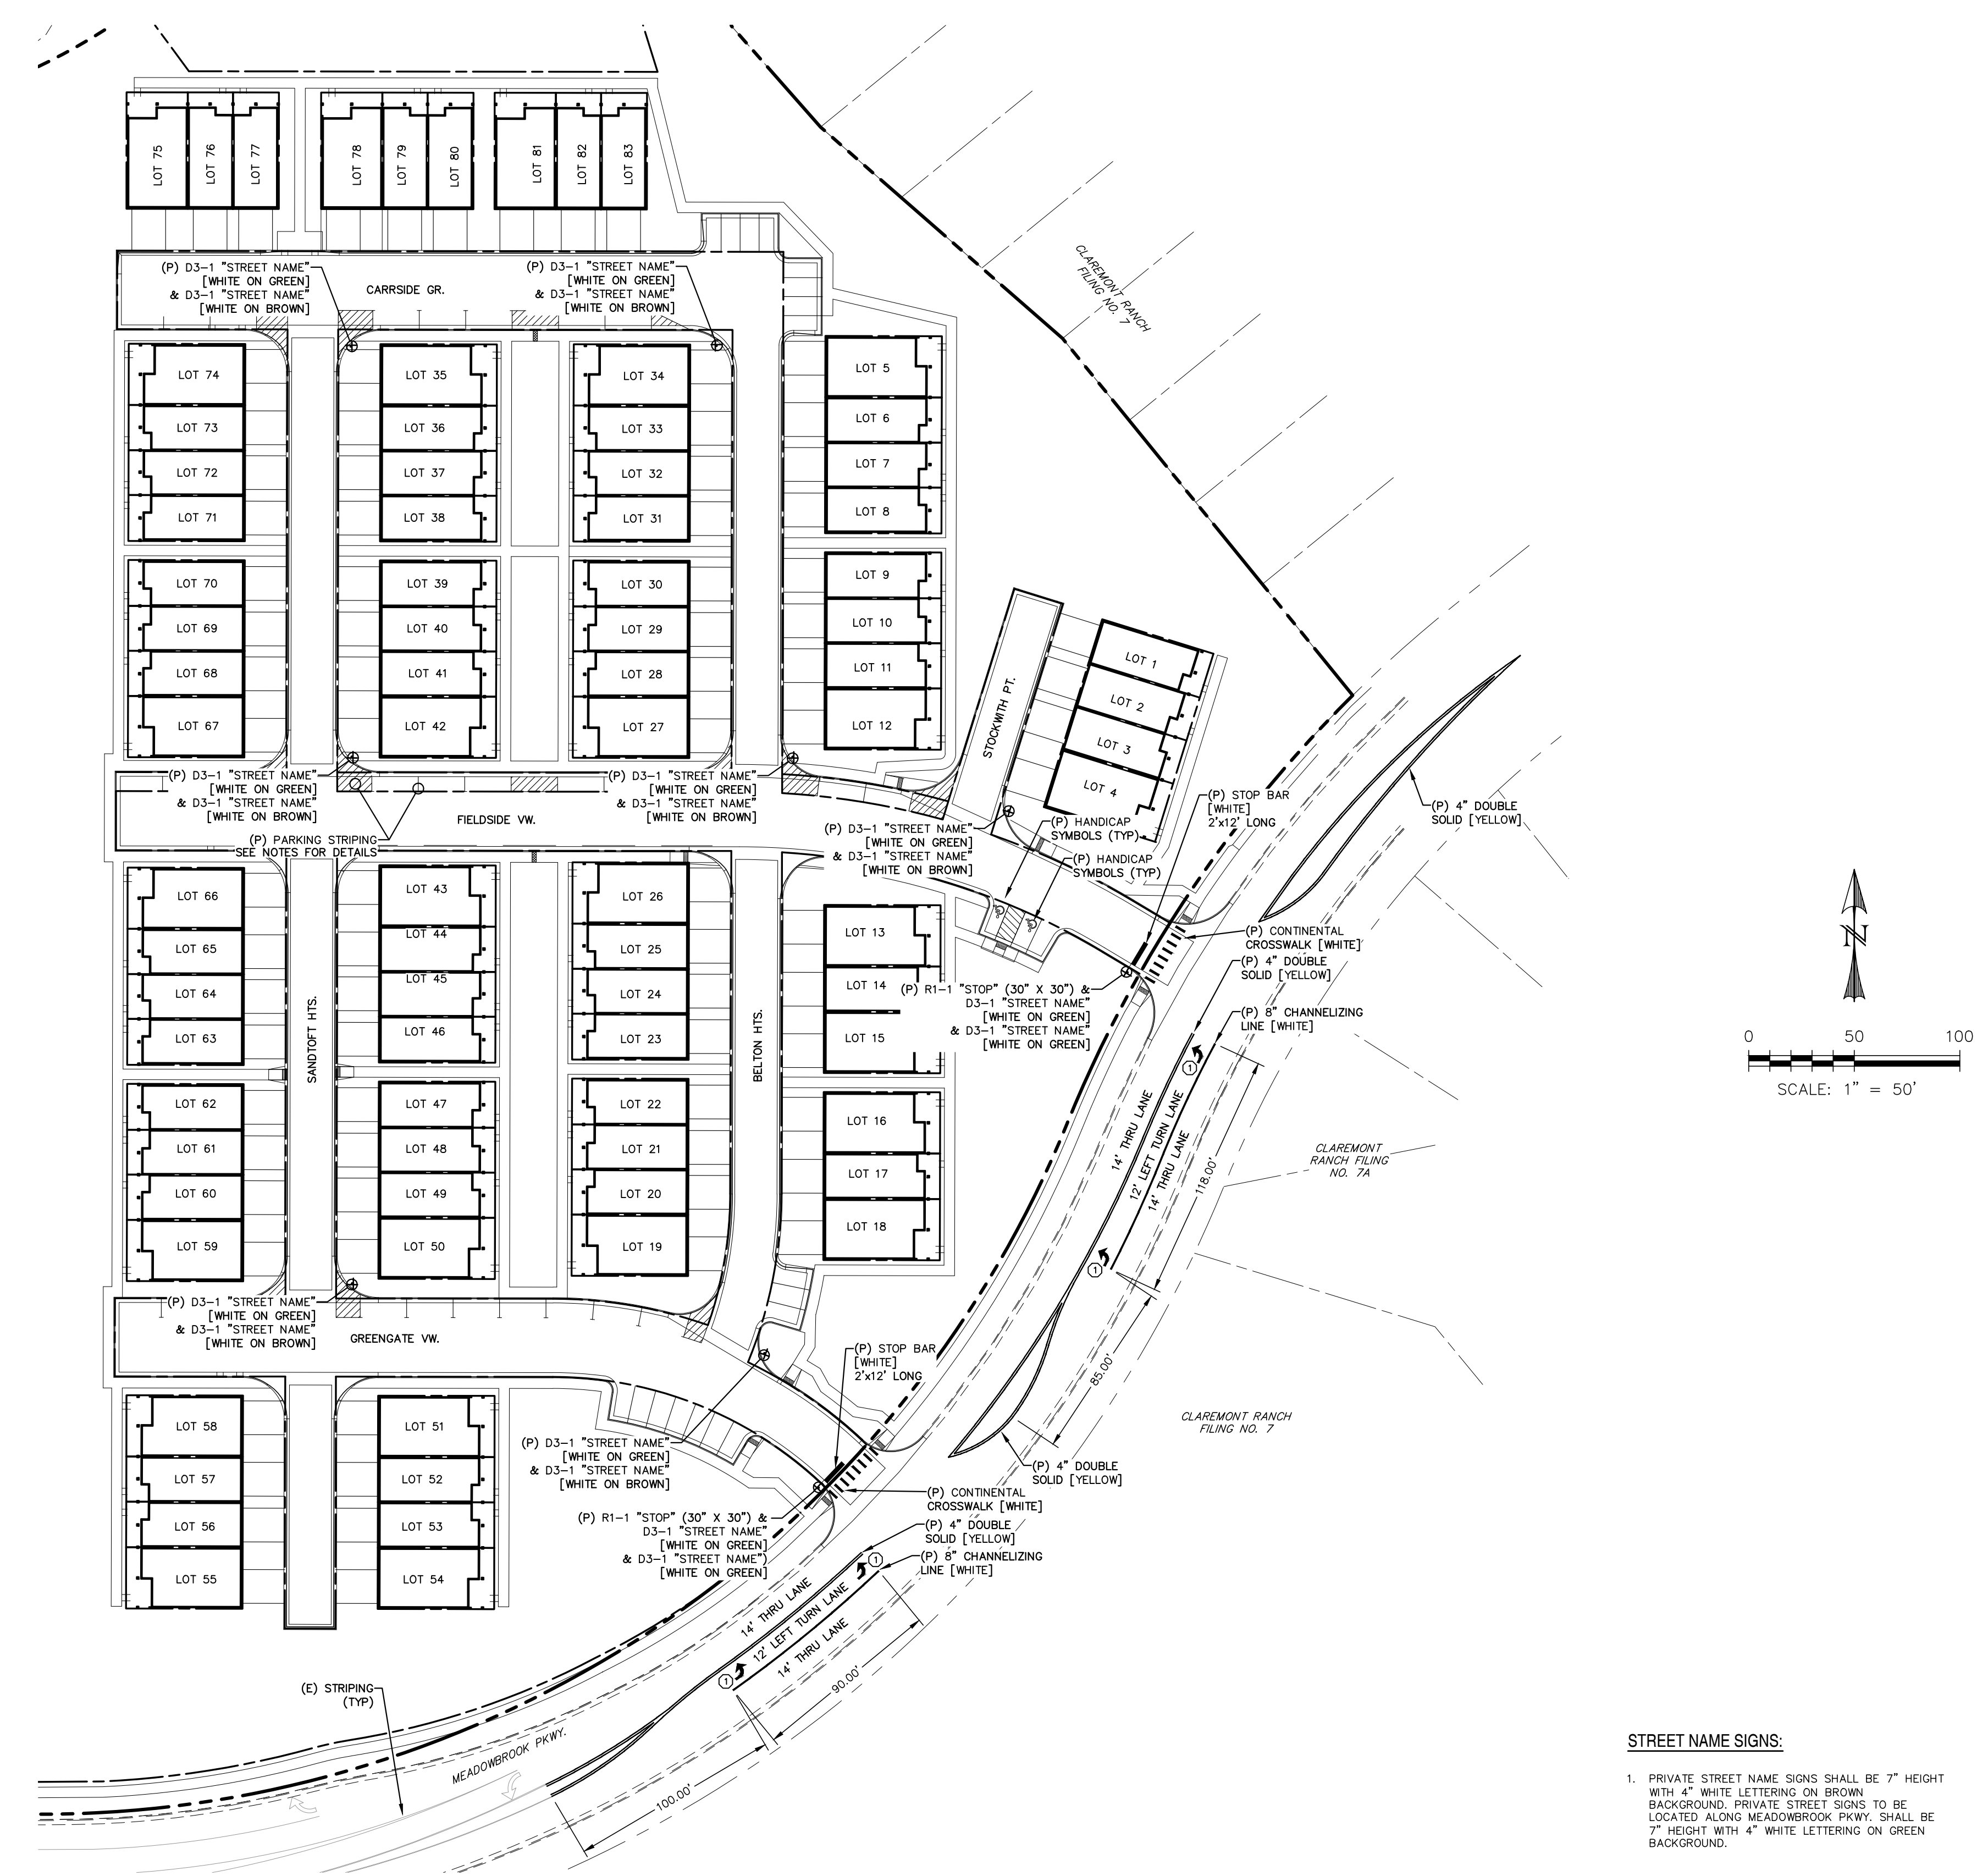 LOT 75
LOT 76
LOT 77
LOT 78
LOT 79
LOT 80
LOT 81
LOT 82
LOT 83
(P) D3-1 "STREET NAME"
[WHITE ON GREEN]
& D3-1 "STREET NAME"
[WHITE ON BROWN]
CARRSIDE GR.
(P) D3-1 "STREET NAME"
[WHITE ON GREEN]
& D3-1 "STREET NAME"
[WHITE ON BROWN]
CLAREMONT RANCH
FILING NO. 7
LOT 74
LOT 73
LOT 72
LOT 71
LOT 70
LOT 69
LOT 68
LOT 67
LOT 35
LOT 36
LOT 37
LOT 38
LOT 39
LOT 40
LOT 41
LOT 42
LOT 34
LOT 33
LOT 32
LOT 31
LOT 30
LOT 29
LOT 28
LOT 27
LOT 5
LOT 6
LOT 7
LOT 8
LOT 9
LOT 10
LOT 11
LOT 12
STOCKWITH PT.
LOT 1
LOT 2
LOT 3
LOT 4
(P) D3-1 "STREET NAME"
[WHITE ON GREEN]
& D3-1 "STREET NAME"
[WHITE ON BROWN]
(P) PARKING STRIPING
SEE NOTES FOR DETAILS
FIELDSIDE VW.
(P) D3-1 "STREET NAME"
[WHITE ON GREEN]
& D3-1 "STREET NAME"
[WHITE ON BROWN]
(P) D3-1 "STREET NAME"
[WHITE ON GREEN]
& D3-1 "STREET NAME"
[WHITE ON BROWN]
(P) HANDICAP
SYMBOLS (TYP)
(P) HANDICAP
SYMBOLS (TYP)
(P) STOP BAR
[WHITE]
2'x12' LONG
(P) 4" DOUBLE
SOLID [YELLOW]
LOT 66
LOT 65
LOT 64
LOT 63
LOT 62
LOT 61
LOT 60
LOT 59
SANDTOFT HTS.
LOT 43
LOT 44
LOT 45
LOT 46
LOT 47
LOT 48
LOT 49
LOT 50
LOT 26
LOT 25
LOT 24
LOT 23
LOT 22
LOT 21
LOT 20
LOT 19
BELTON HTS.
LOT 13
LOT 14
LOT 15
LOT 16
LOT 17
LOT 18
(P) R1-1 "STOP" (30" X 30") &
D3-1 "STREET NAME"
[WHITE ON GREEN]
& D3-1 "STREET NAME"
[WHITE ON GREEN]
(P) CONTINENTAL
CROSSWALK [WHITE]
(P) 4" DOUBLE
SOLID [YELLOW]
(P) 8" CHANNELIZING
LINE [WHITE]
1
14' THRU LANE
12' LEFT TURN LANE
14' THRU LANE
118.00'
1
85.00'
CLAREMONT
RANCH FILING
NO. 7A
CLAREMONT RANCH
FILING NO. 7
N
0 50 100
SCALE: 1" = 50'
(P) D3-1 "STREET NAME"
[WHITE ON GREEN]
& D3-1 "STREET NAME"
[WHITE ON BROWN]
GREENGATE VW.
(P) STOP BAR
[WHITE]
2'x12' LONG
LOT 58
LOT 57
LOT 56
LOT 55
LOT 51
LOT 52
LOT 53
LOT 54
(P) D3-1 "STREET NAME"
[WHITE ON GREEN]
& D3-1 "STREET NAME"
[WHITE ON BROWN]
(P) R1-1 "STOP" (30" X 30") &
D3-1 "STREET NAME"
[WHITE ON GREEN]
& D3-1 "STREET NAME")
[WHITE ON GREEN]
(P) 4" DOUBLE
SOLID [YELLOW]
(P) CONTINENTAL
CROSSWALK [WHITE]
(P) 4" DOUBLE
SOLID [YELLOW]
(P) 8" CHANNELIZING
LINE [WHITE]
1
14' THRU LANE
12' LEFT TURN LANE
14' THRU LANE
1
90.00'
100.00'
(E) STRIPING
(TYP)
MEADOWBROOK PKWY.
STREET NAME SIGNS:
1. PRIVATE STREET NAME SIGNS SHALL BE 7" HEIGHT
WITH 4" WHITE LETTERING ON BROWN
BACKGROUND. PRIVATE STREET SIGNS TO BE
LOCATED ALONG MEADOWBROOK PKWY. SHALL BE
7" HEIGHT WITH 4" WHITE LETTERING ON GREEN
BACKGROUND.